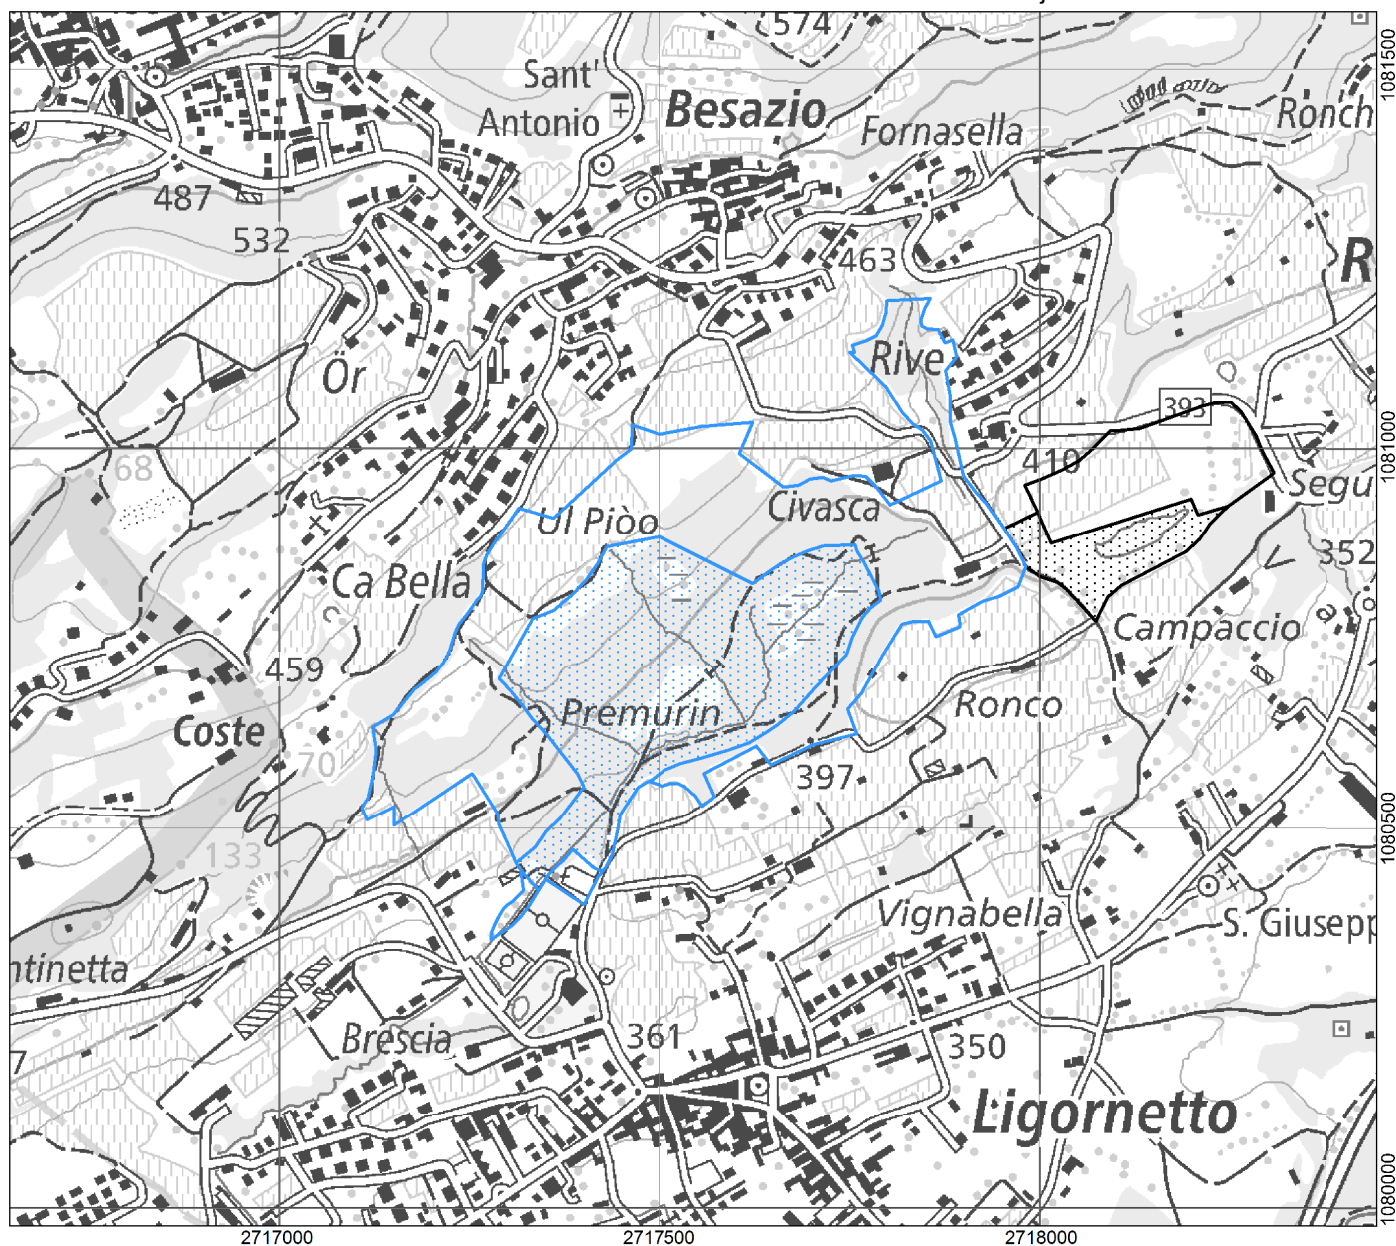 574
Sant'
Antonio
Besazio
Fornasella
Ronch
1081500
487
532
463
R
Rive
Ör
393
68
410
1081000
Segu
Ul Piòo
Civasca
352
Ca Bella
Campaccio
459
Coste
Premurin
Ronco
70
397
133
1080500
Vignabella
S. Giusepp
ntinetta
Brescia
361
350
7
Ligornetto
1080000
2717000
2717500
2718000